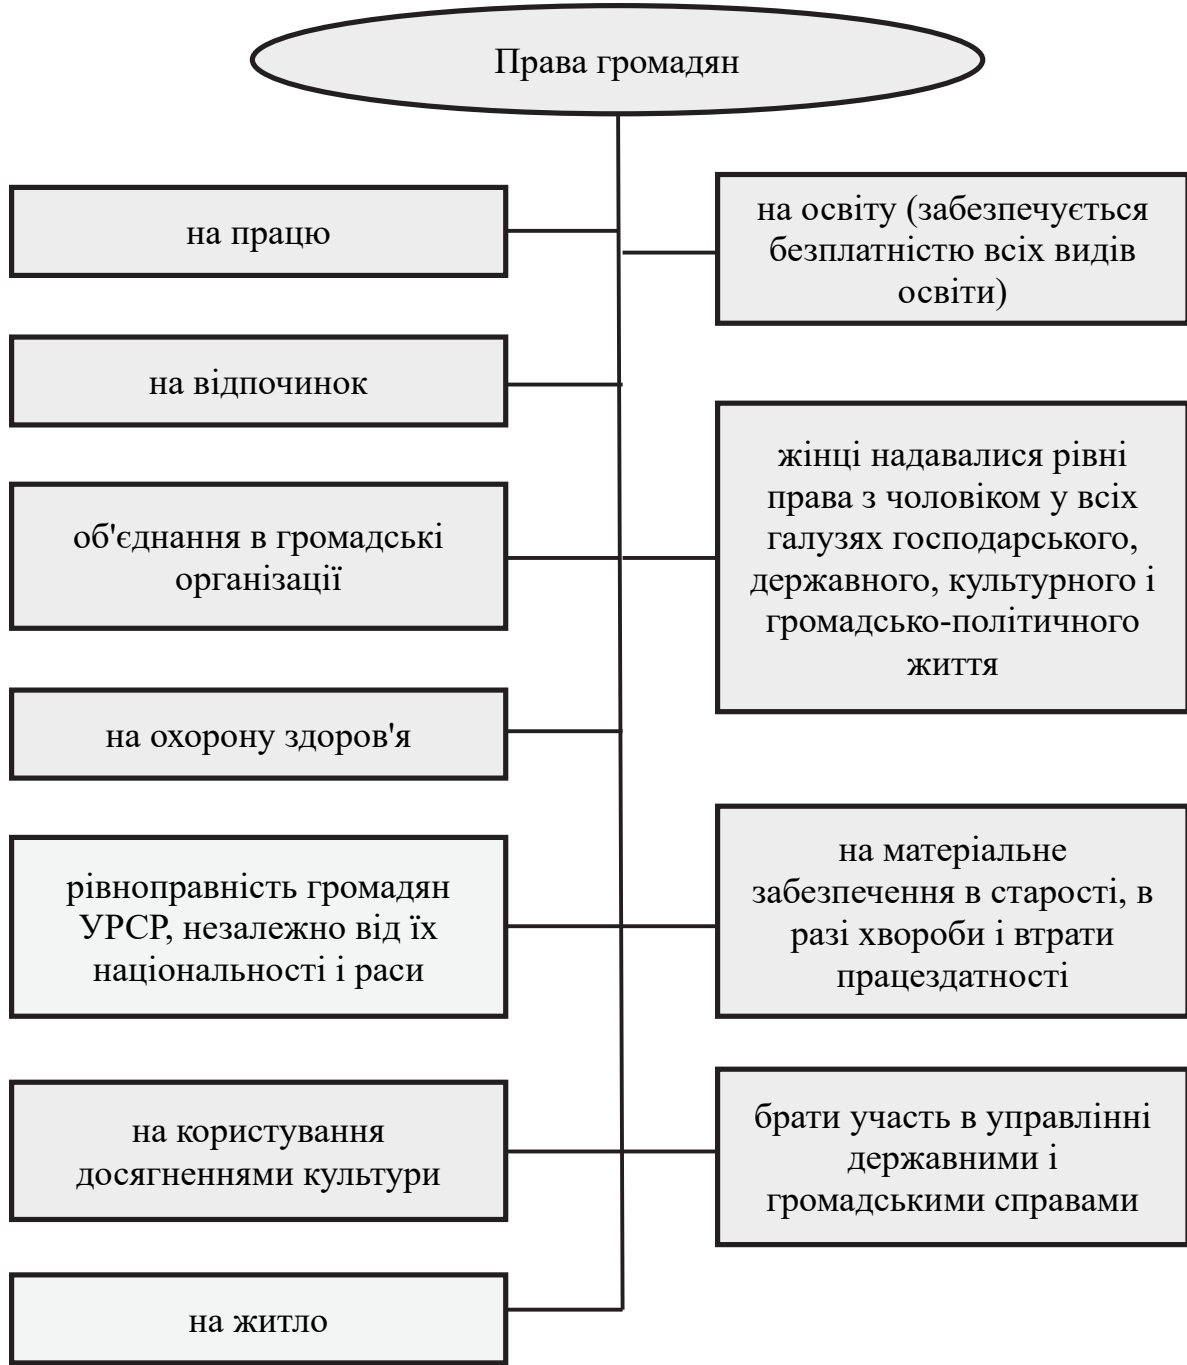 Права громадян
на працю
на відпочинок
об'єднання в громадські
організації
на охорону здоров'я
рівноправність громадян
УРСР, незалежно від їх
національності і раси
на користування
досягненнями культури
на житло
на освіту (забезпечується
безплатністю всіх видів
освіти)
жінці надавалися рівні
права з чоловіком у всіх
галузях господарського,
державного, культурного і
громадсько-політичного
життя
на матеріальне
забезпечення в старості, в
разі хвороби і втрати
працездатності
брати участь в управлінні
державними і
громадськими справами